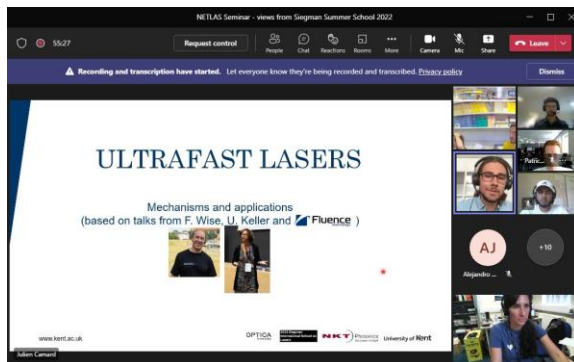 NETLAS Seminar - views from Siegman Summer School 2022
55:27
Request control
People
Chat
Reactions
Rooms
More
Camera
Mic
Share
Leave
Recording and transcription have started. Let everyone know they're being recorded and transcribed. Privacy policy
Dismiss
ULTRAFAST LASERS
Mechanisms and applications
(based on talks from F. Wise, U. Keller and Fluence )
Patric...
AJ
+10
Alejandro ...
www.kent.ac.uk
OPTICA
NKT Photonics
University of Kent
Julien Camard